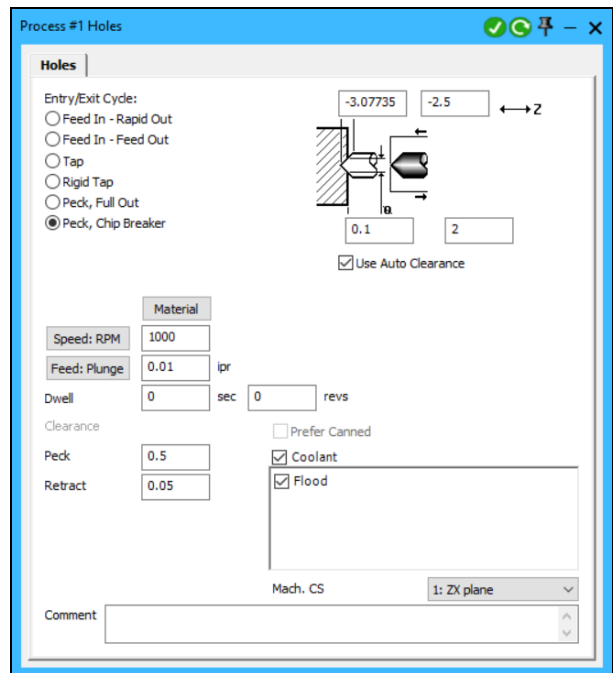 Process #1 Holes
Holes
Entry/Exit Cycle:
Feed In - Rapid Out
Feed In - Feed Out
Tap
Rigid Tap
Peck, Full Out
Peck, Chip Breaker
-3.07735 -2.5 Z
0.1 2
Use Auto Clearance
Material
Speed: RPM 1000
Feed: Plunge 0.01 ipr
Dwell 0 sec 0 revs
Clearance
Prefer Canned
Peck 0.5
Coolant
Retract 0.05
Flood
Mach. CS 1: ZX plane
Comment